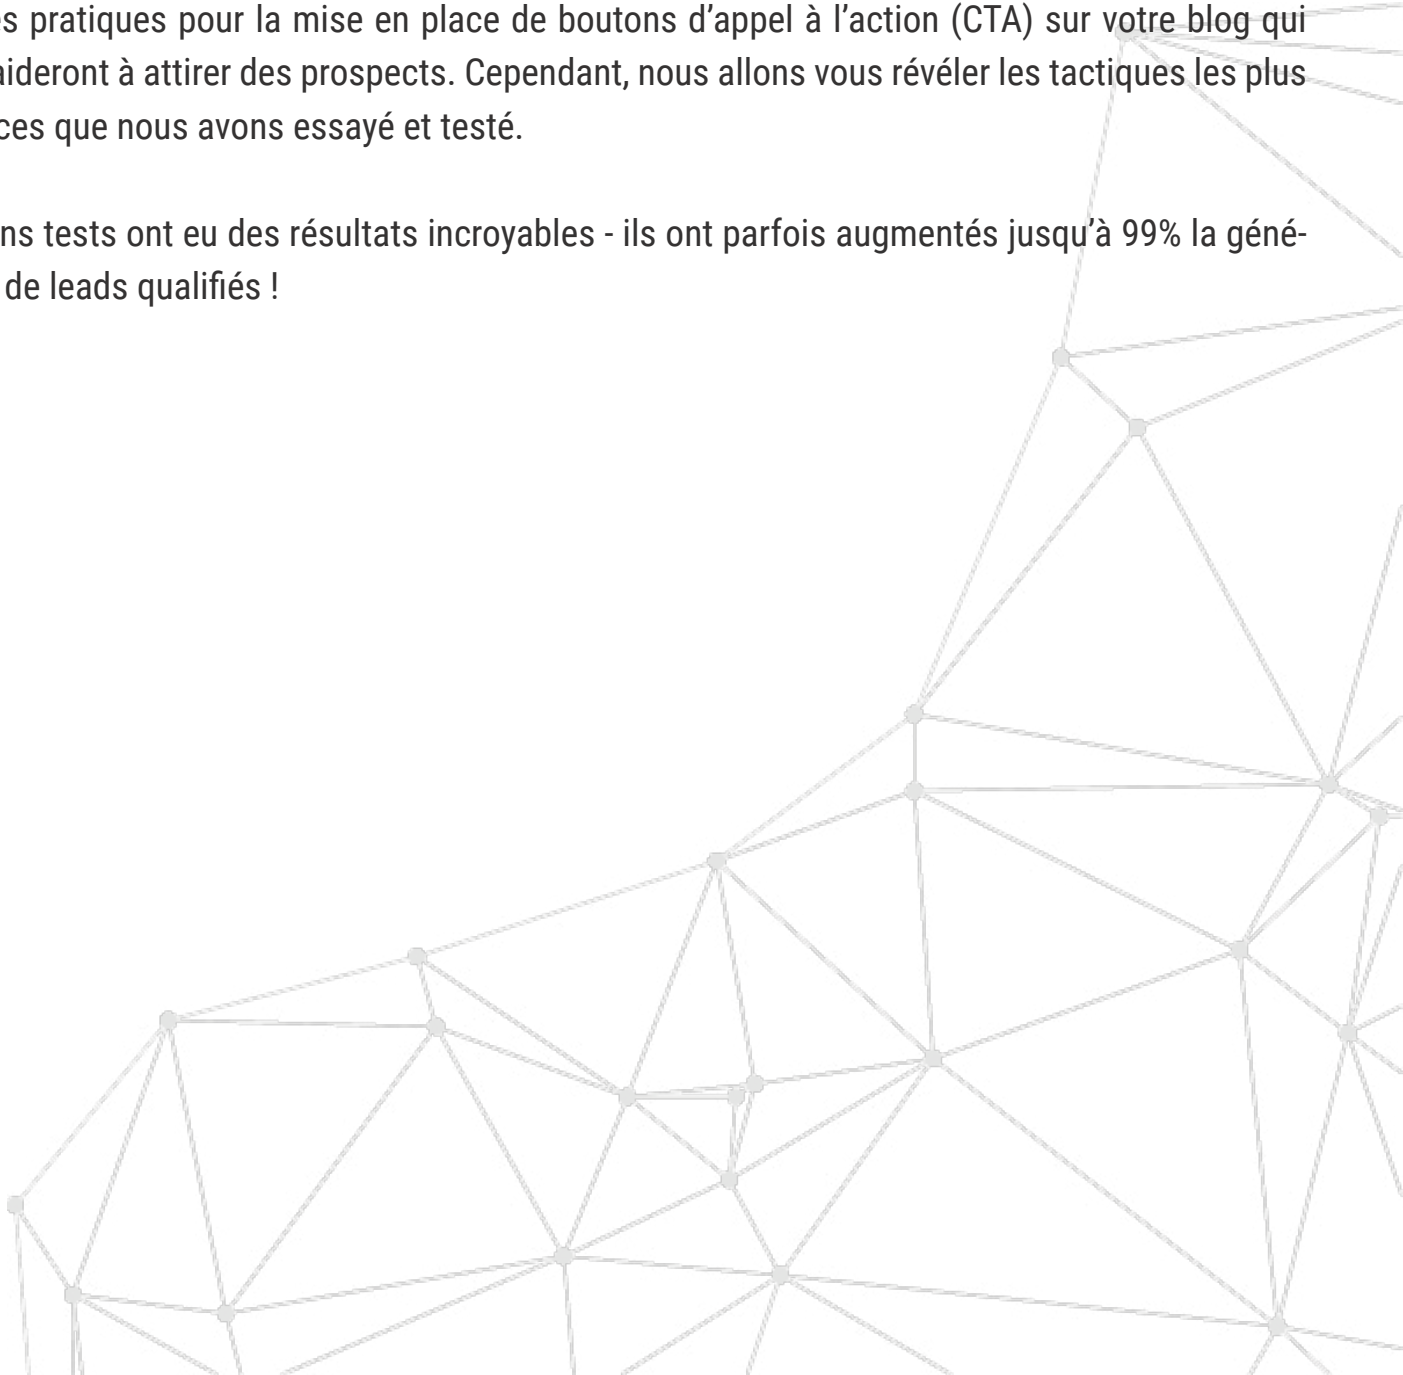 s pratiques pour la mise en place de boutons d’appel à l’action (CTA) sur votre blog qui
aideront à attirer des prospects. Cependant, nous allons vous révéler les tactiques les plus
ces que nous avons essayé et testé.
ns tests ont eu des résultats incroyables - ils ont parfois augmentés jusqu’à 99% la géné-
de leads qualifiés !